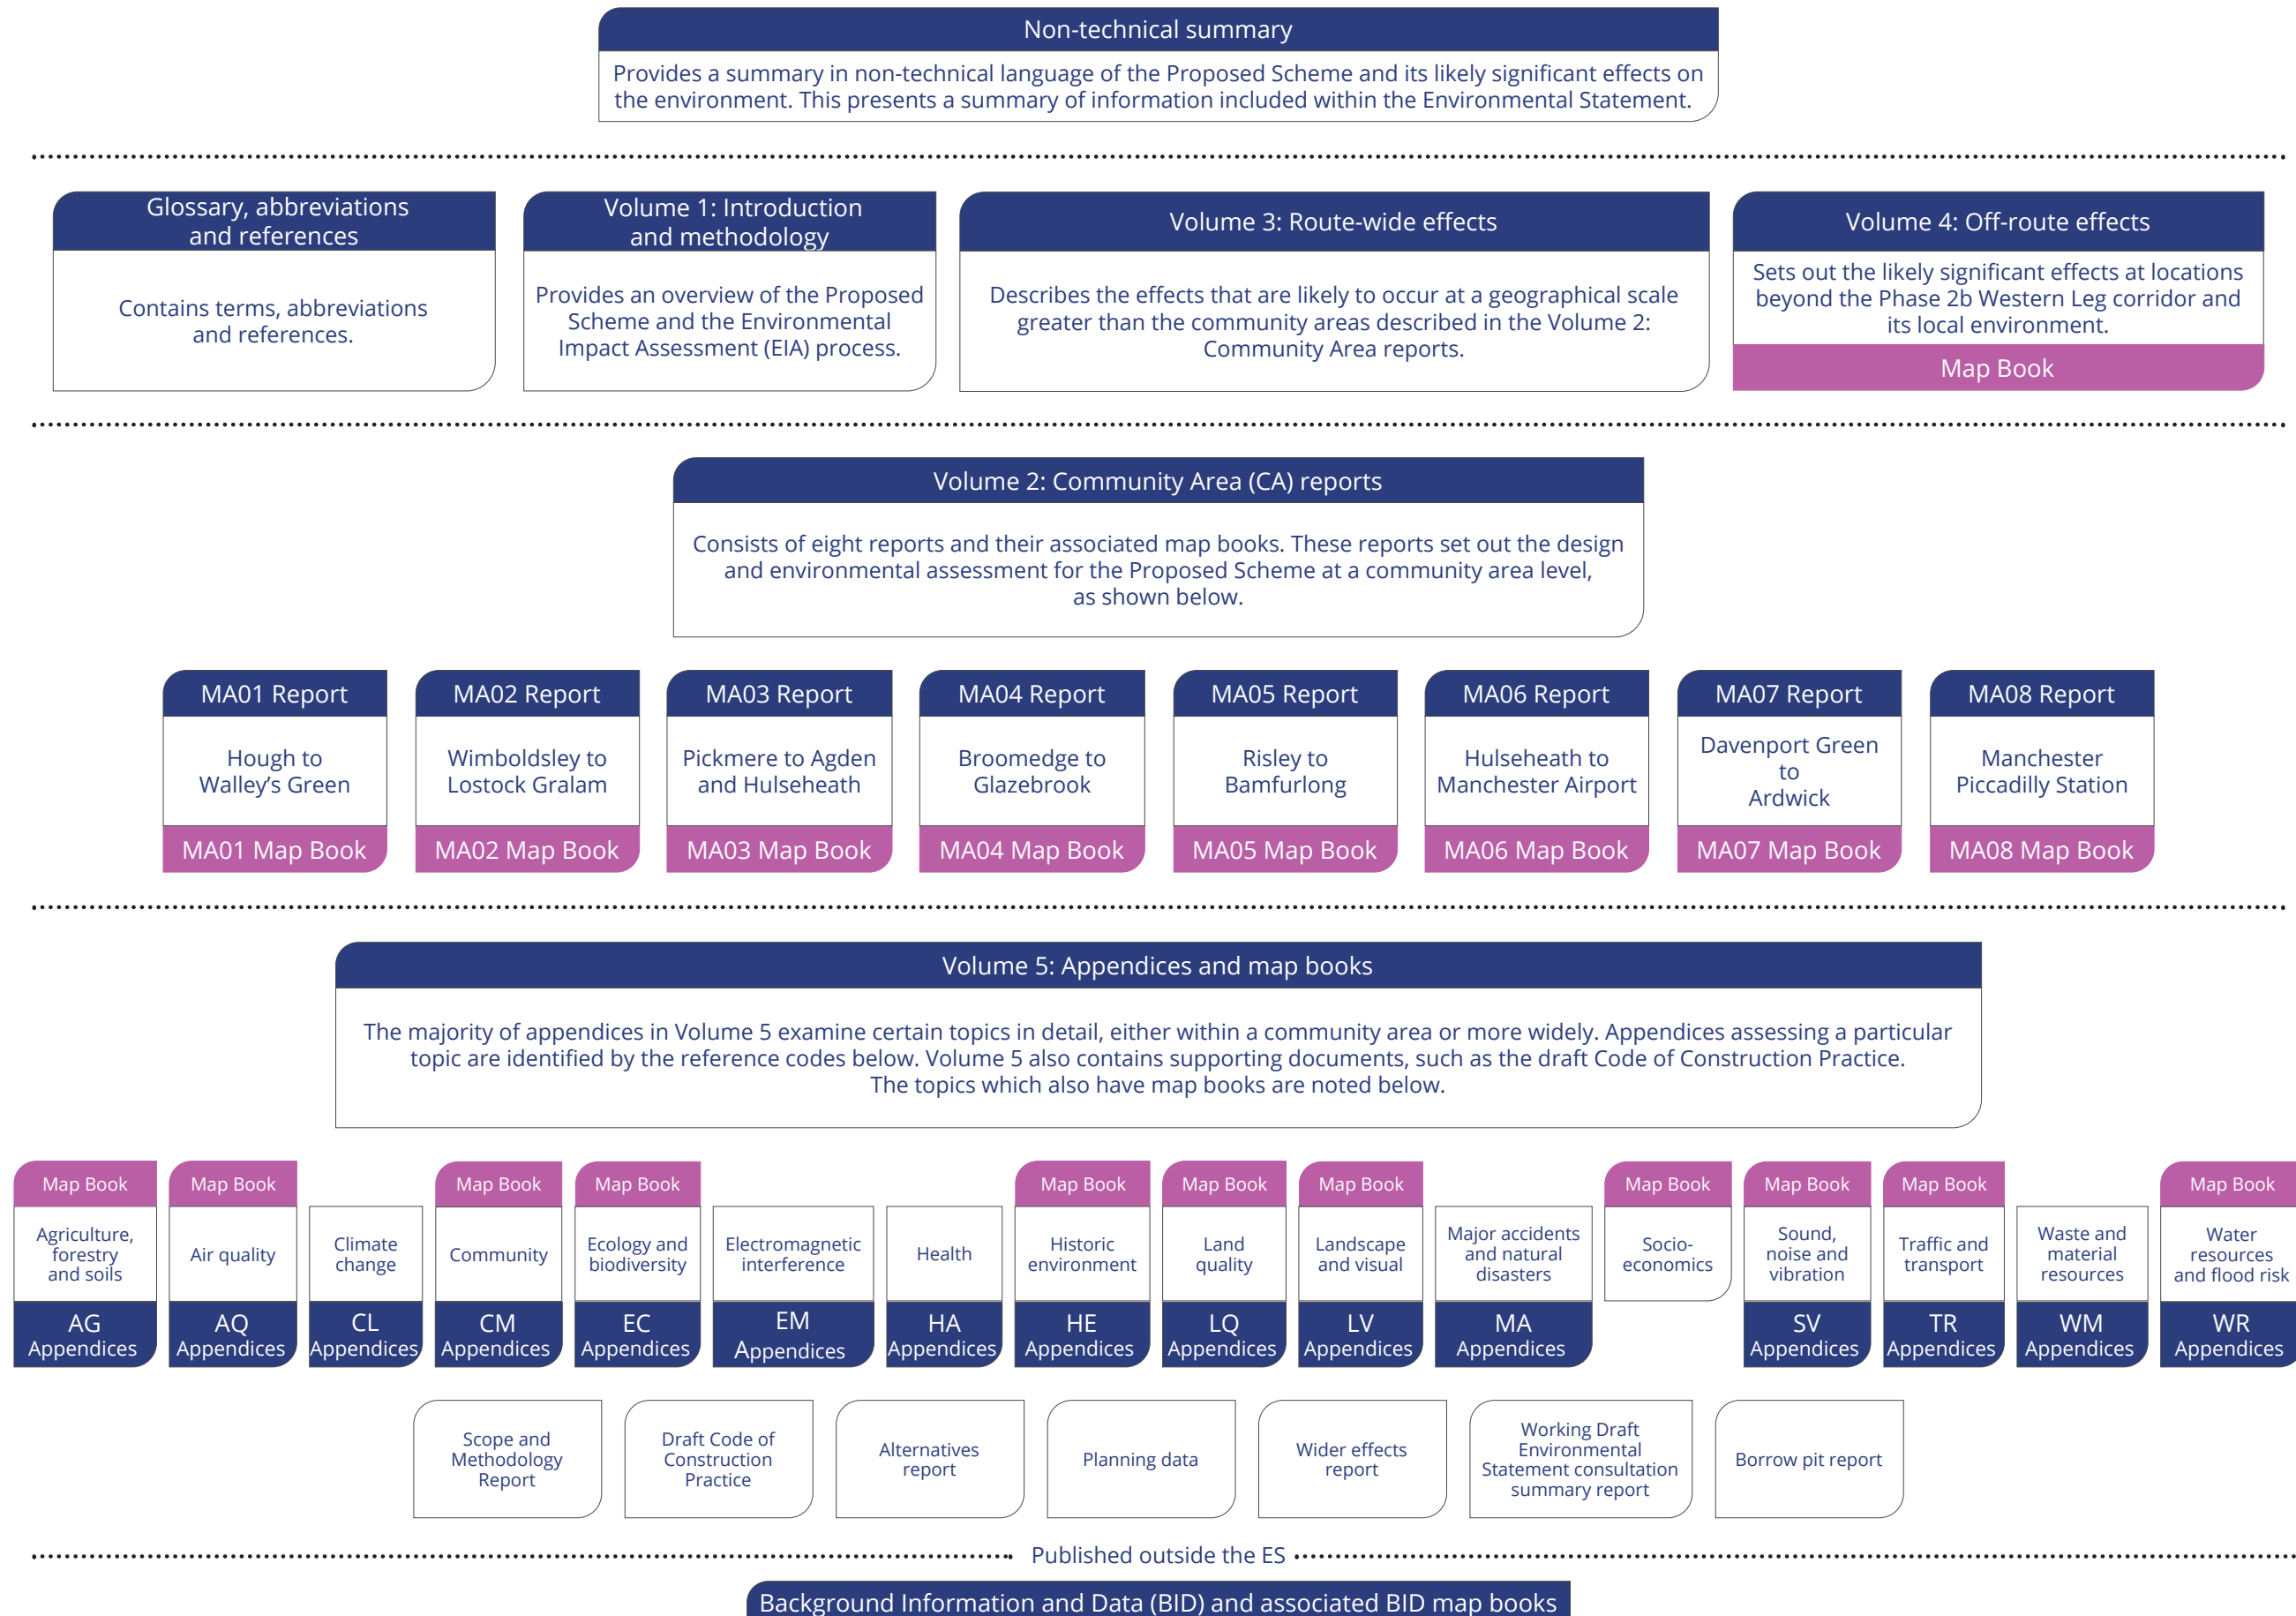 Non-technical summary
Provides a summary in non-technical language of the Proposed Scheme and its likely significant effects on
the environment. This presents a summary of information included within the Environmental Statement.
Glossary, abbreviations
and references
Contains terms, abbreviations
and references.
Volume 1: Introduction
and methodology
Provides an overview of the Proposed
Scheme and the Environmental
Impact Assessment (EIA) process.
Volume 3: Route-wide effects
Describes the effects that are likely to occur at a geographical scale
greater than the community areas described in the Volume 2:
Community Area reports.
Volume 4: Off-route effects
Sets out the likely significant effects at locations
beyond the Phase 2b Western Leg corridor and
its local environment.
Map Book
Volume 2: Community Area (CA) reports
Consists of eight reports and their associated map books. These reports set out the design
and environmental assessment for the Proposed Scheme at a community area level,
as shown below.
MA01 Report
Hough to
Walley’s Green
MA01 Map Book
MA02 Report
Wimboldsley to
Lostock Gralam
MA02 Map Book
MA03 Report
Pickmere to Agden
and Hulseheath
MA03 Map Book
MA04 Report
Broomedge to
Glazebrook
MA04 Map Book
MA05 Report
Risley to
Bamfurlong
MA05 Map Book
MA06 Report
Hulseheath to
Manchester Airport
MA06 Map Book
MA07 Report
Davenport Green
to
Ardwick
MA07 Map Book
MA08 Report
Manchester
Piccadilly Station
MA08 Map Book
Volume 5: Appendices and map books
The majority of appendices in Volume 5 examine certain topics in detail, either within a community area or more widely. Appendices assessing a particular
topic are identified by the reference codes below. Volume 5 also contains supporting documents, such as the draft Code of Construction Practice.
The topics which also have map books are noted below.
Map Book
Agriculture,
forestry
and soils
AG
Appendices
Map Book
Air quality
AQ
Appendices
Climate
change
CL
Appendices
Map Book
Community
CM
Appendices
Map Book
Ecology and
biodiversity
EC
Appendices
Electromagnetic
interference
EM
Appendices
Health
HA
Appendices
Map Book
Historic
environment
HE
Appendices
Map Book
Land
quality
LQ
Appendices
Map Book
Landscape
and visual
LV
Appendices
Major accidents
and natural
disasters
MA
Appendices
Map Book
Socio-
economics
Map Book
Sound,
noise and
vibration
SV
Appendices
Map Book
Traffic and
transport
TR
Appendices
Waste and
material
resources
WM
Appendices
Map Book
Water
resources
and flood risk
WR
Appendices
Scope and
Methodology
Report
Draft Code of
Construction
Practice
Alternatives
report
Planning data
Wider effects
report
Working Draft
Environmental
Statement consultation
summary report
Borrow pit report
Published outside the ES
Background Information and Data (BID) and associated BID map books